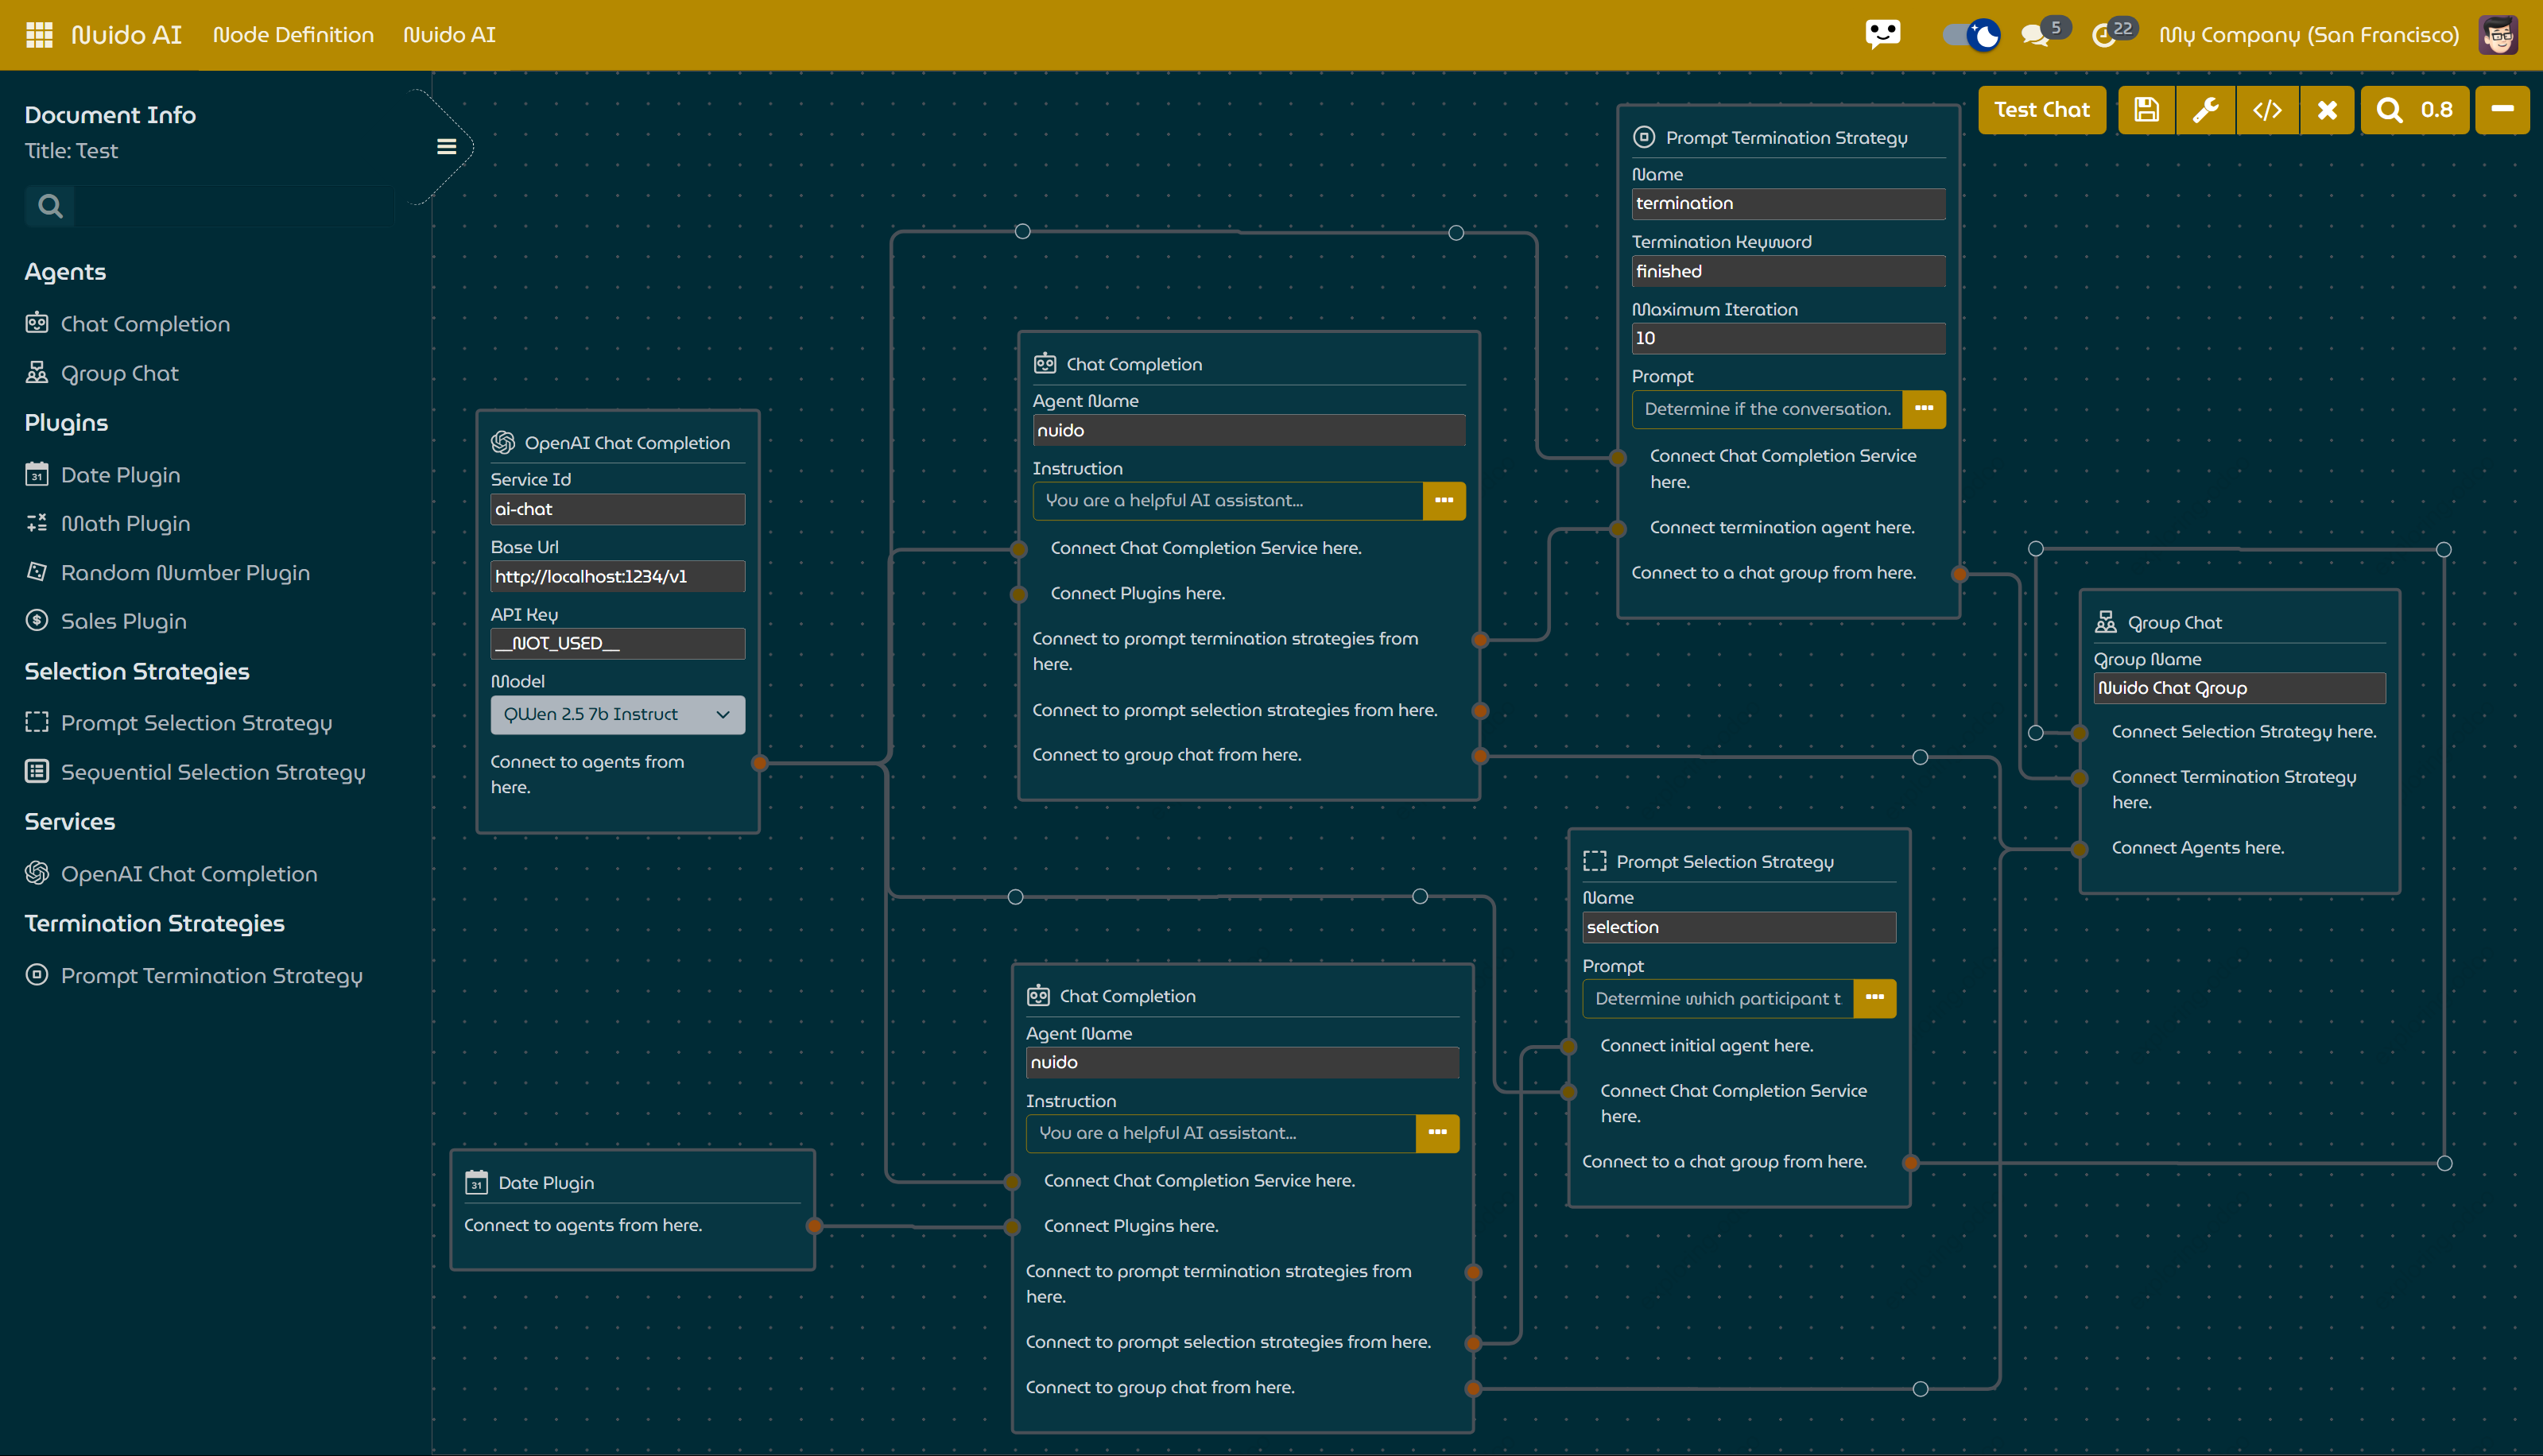 Nuido AI
Node Definition
Nuido AI
5
22
My Company (San Francisco)
Document Info
Title: Test
Agents
Chat Completion
Group Chat
Plugins
31
Date Plugin
Math Plugin
Random Number Plugin
Sales Plugin
Selection Strategies
Prompt Selection Strategy
Sequential Selection Strategy
Services
OpenAI Chat Completion
Termination Strategies
Prompt Termination Strategy
Test Chat
0.8
OpenAI Chat Completion
Service Id
ai-chat
Base Url
http://localhost:1234/v1
API Key
__NOT_USED__
Model
QWen 2.5 7b Instruct
Connect to agents from
here.
31
Date Plugin
Connect to agents from here.
Chat Completion
Agent Name
nuido
Instruction
You are a helpful AI assistant...
Connect Chat Completion Service here.
Connect Plugins here.
Connect to prompt termination strategies from
here.
Connect to prompt selection strategies from here.
Connect to group chat from here.
Chat Completion
Agent Name
nuido
Instruction
You are a helpful AI assistant...
Connect Chat Completion Service here.
Connect Plugins here.
Connect to prompt termination strategies from
here.
Connect to prompt selection strategies from here.
Connect to group chat from here.
Prompt Termination Strategy
Name
termination
Termination Keyword
finished
Maximum Iteration
10
Prompt
Determine if the conversation.
Connect Chat Completion Service
here.
Connect termination agent here.
Connect to a chat group from here.
Prompt Selection Strategy
Name
selection
Prompt
Determine which participant t
Connect initial agent here.
Connect Chat Completion Service
here.
Connect to a chat group from here.
Group Chat
Group Name
Nuido Chat Group
Connect Selection Strategy here.
Connect Termination Strategy
here.
Connect Agents here.